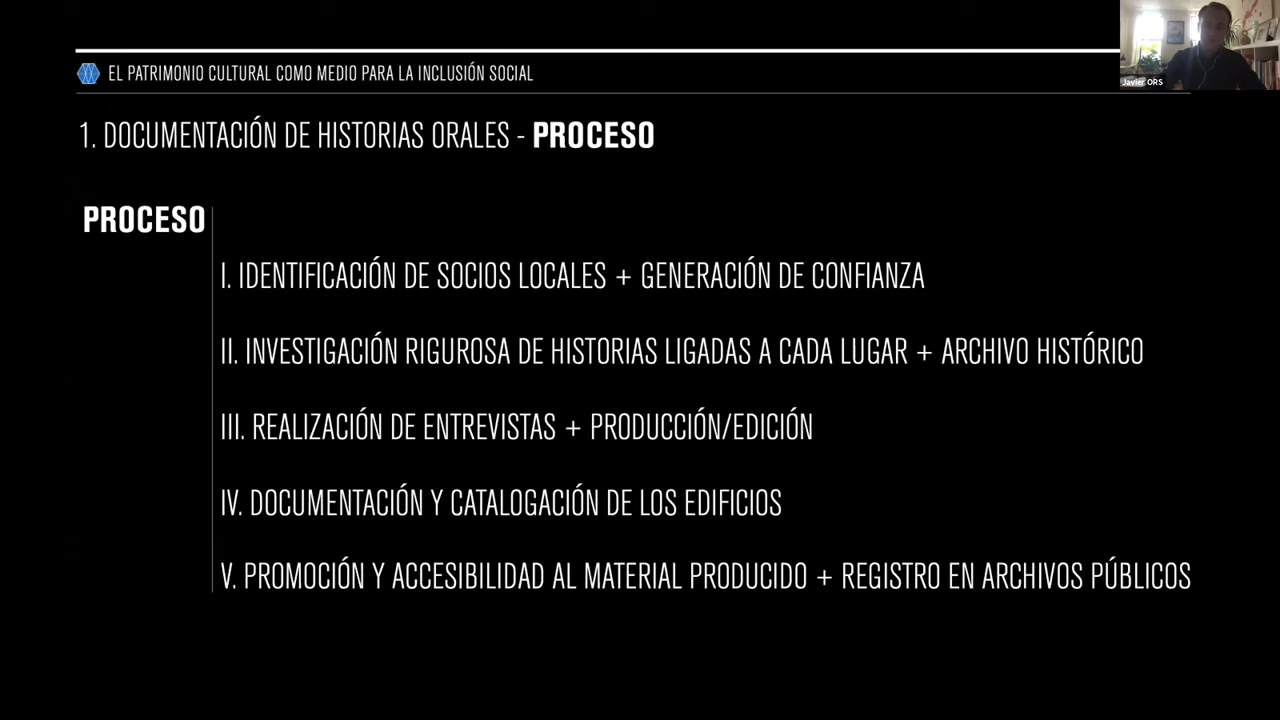 EL PATRIMONIO CULTURAL COMO MEDIO PARA LA INCLUSIÓN SOCIAL
Javier ORS
1. DOCUMENTACIÓN DE HISTORIAS ORALES - PROCESO
PROCESO
I. IDENTIFICACIÓN DE SOCIOS LOCALES + GENERACIÓN DE CONFIANZA
II. INVESTIGACIÓN RIGUROSA DE HISTORIAS LIGADAS A CADA LUGAR + ARCHIVO HISTÓRICO
III. REALIZACIÓN DE ENTREVISTAS + PRODUCCIÓN/EDICIÓN
IV. DOCUMENTACIÓN Y CATALOGACIÓN DE LOS EDIFICIOS
V. PROMOCIÓN Y ACCESIBILIDAD AL MATERIAL PRODUCIDO + REGISTRO EN ARCHIVOS PÚBLICOS